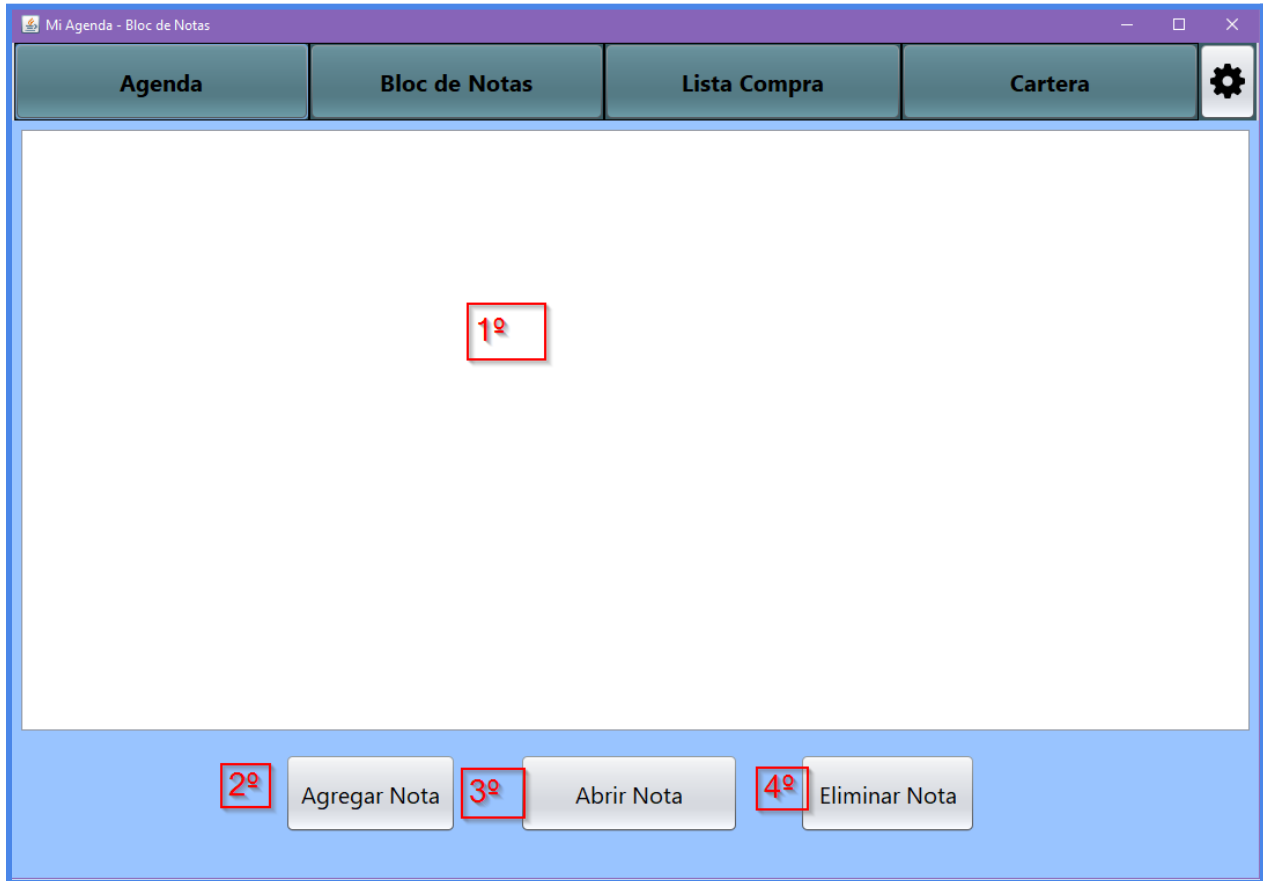 Mi Agenda - Bloc de Notas
Agenda Bloc de Notas Lista Compra Cartera
1º
2º Agregar Nota 3º Abrir Nota 4º Eliminar Nota